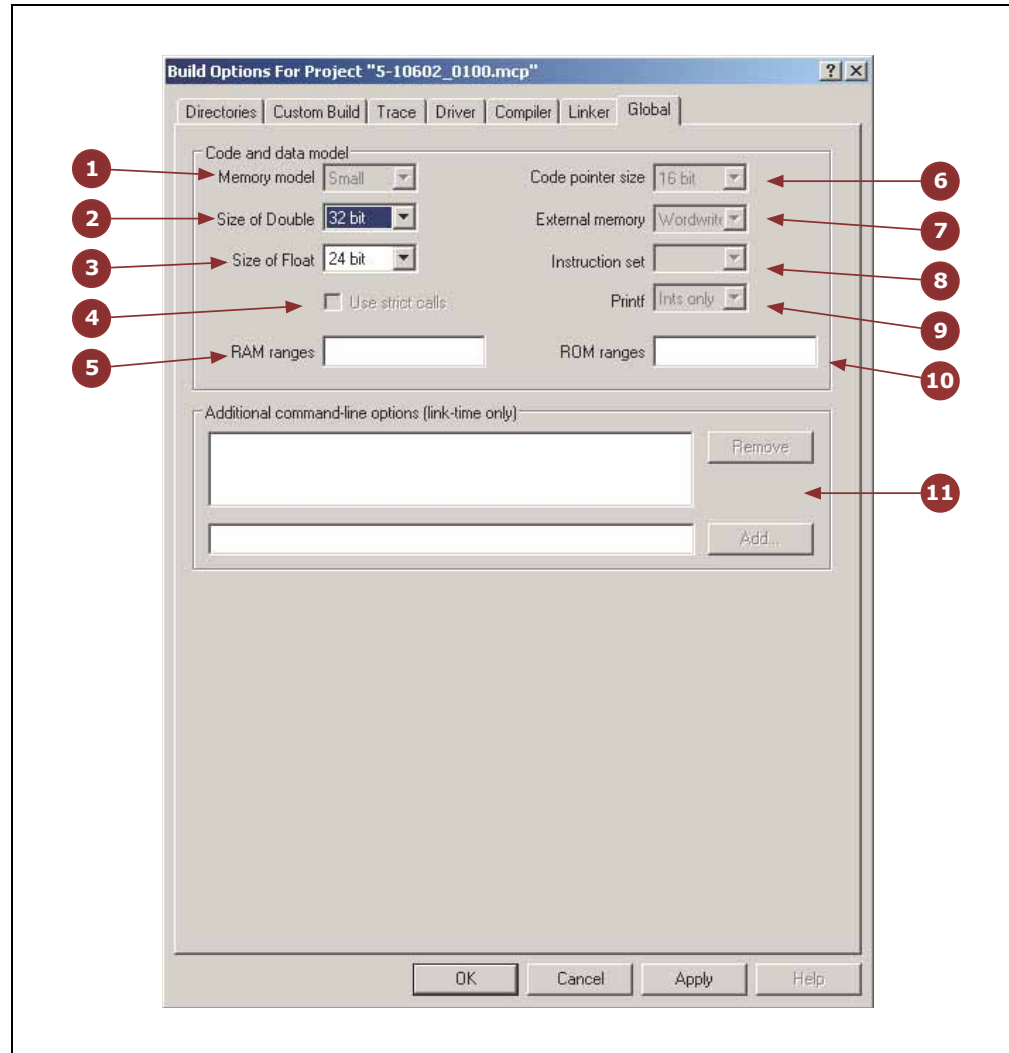 Build Options For Project "5-10602_0100.mcp"
Directories Custom Build Trace Driver Compiler Linker Global
Code and data model
1 Memory model Small Code pointer size 16 bit 6
2 Size of Double 32 bit External memory Wordwrite 7
3 Size of Float 24 bit Instruction set 8
4 Use strict calls Printf Ints only 9
5 RAM ranges ROM ranges 10
Additional command-line options (link-time only)
Remove
11
Add...
OK Cancel Apply Help